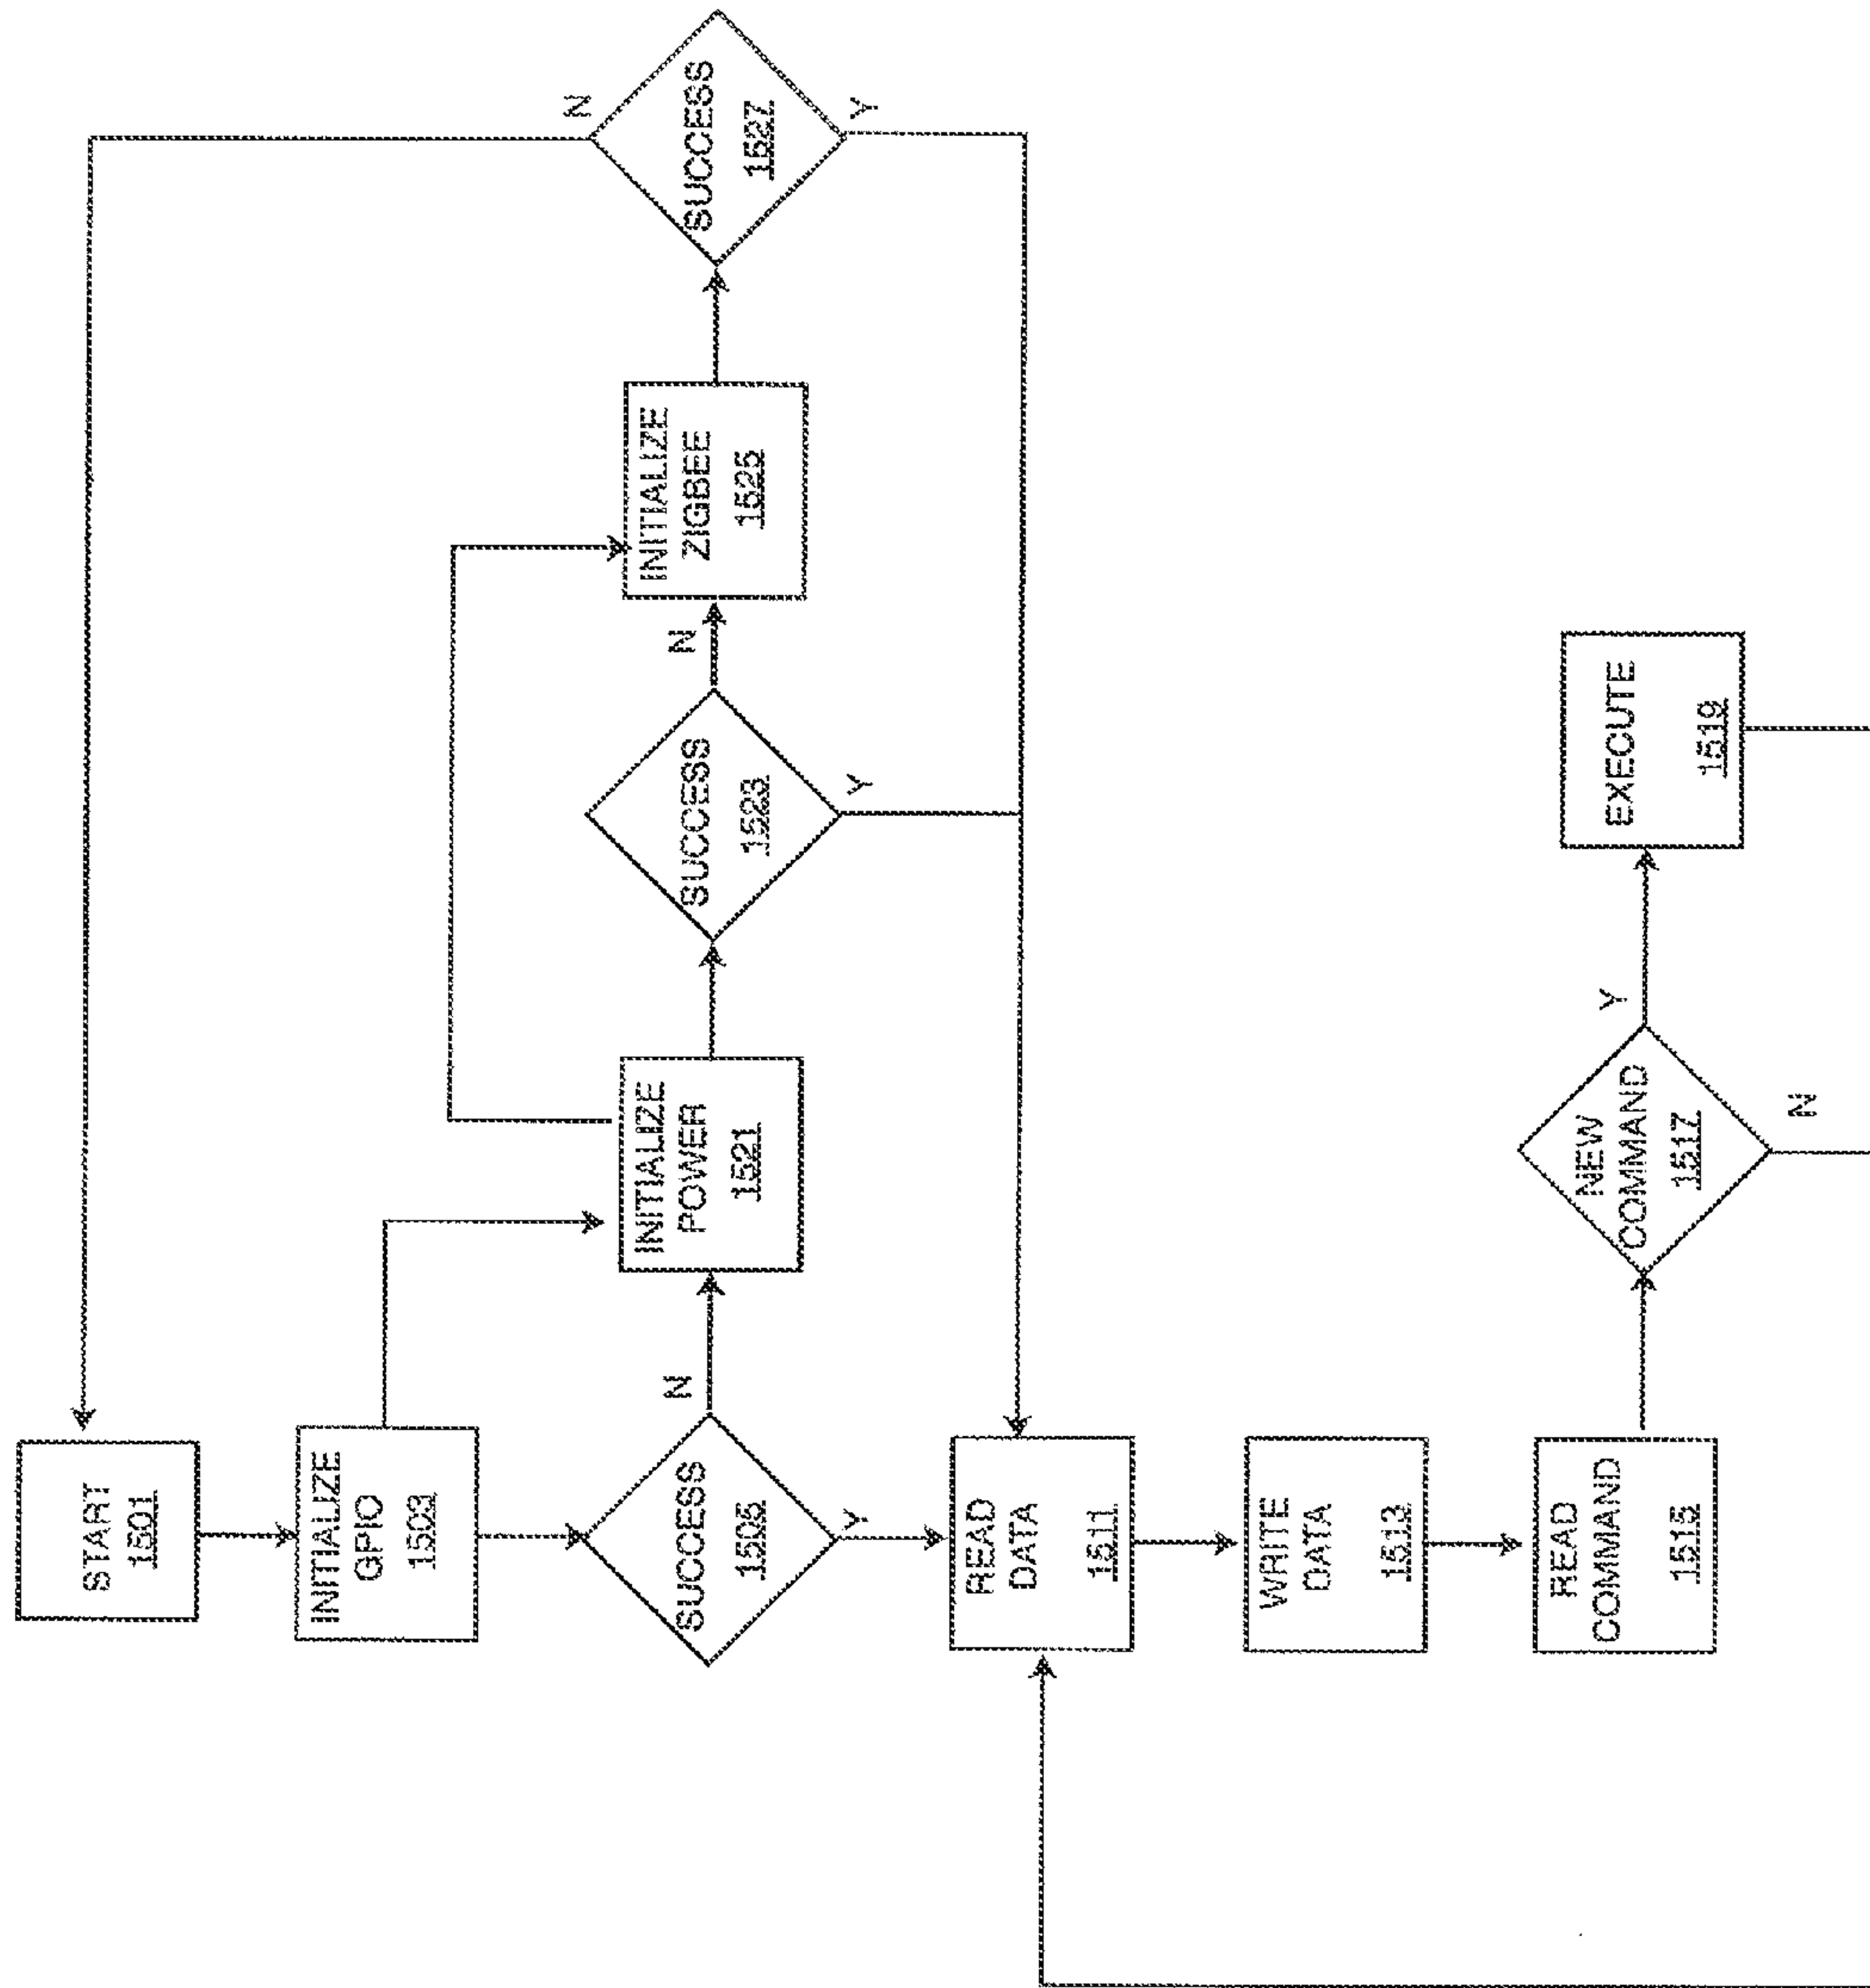 START
1501
INITIALIZE
GPIO
1503
SUCCESS
1505
N
Y
INITIALIZE
POWER
1521
SUCCESS
1523
N
Y
INITIALIZE
ZIGBEE
1525
SUCCESS
1527
N
Y
READ
DATA
1511
WRITE
DATA
1513
READ
COMMAND
1515
NEW
COMMAND
1517
Y
N
EXECUTE
1519